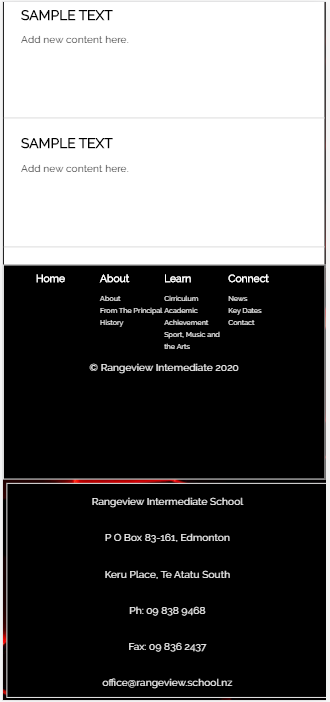 SAMPLE TEXT
Add new content here.
SAMPLE TEXT
Add new content here.
Home About Learn Connect
About Cirriculum News
From The Principal Academic Key Dates
History Achievement Contact
Sport, Music and
the Arts
© Rangeview Intemediate 2020
Rangeview Intermediate School
P O Box 83-161, Edmonton
Keru Place, Te Atatu South
Ph: 09 838 9468
Fax: 09 836 2437
office@rangeview.school.nz